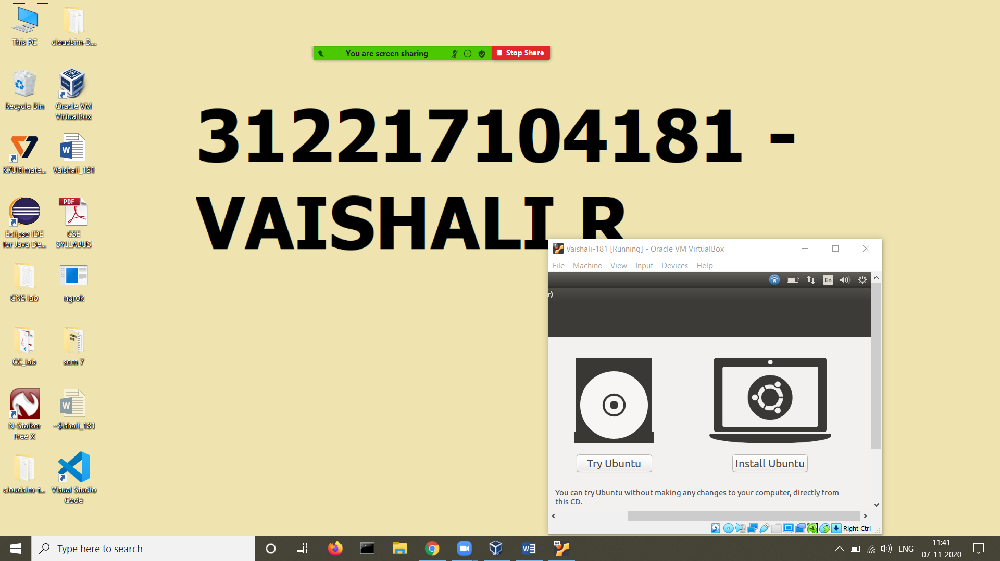 This PC
cloudsim-3....
You are screen sharing
Stop Share
Recycle Bin
Oracle VM
VirtualBox
312217104181 -
VAISHALI R
K7Ultimate...
Vaishali_181
PDF
Eclipse IDE
for Java De...
CSE
SYLLABUS
CNS lab
ngrok
CC_lab
sem 7
N-Stalker
Free X
~$ishali_181
cloudsim-t...
Visual Studio
Code
Vaishali-181 [Running] - Oracle VM VirtualBox
File Machine View Input Devices Help
En
r)
Try Ubuntu
Install Ubuntu
You can try Ubuntu without making any changes to your computer, directly from
this CD.
Right Ctrl
Type here to search
64
ENG
11:41
07-11-2020